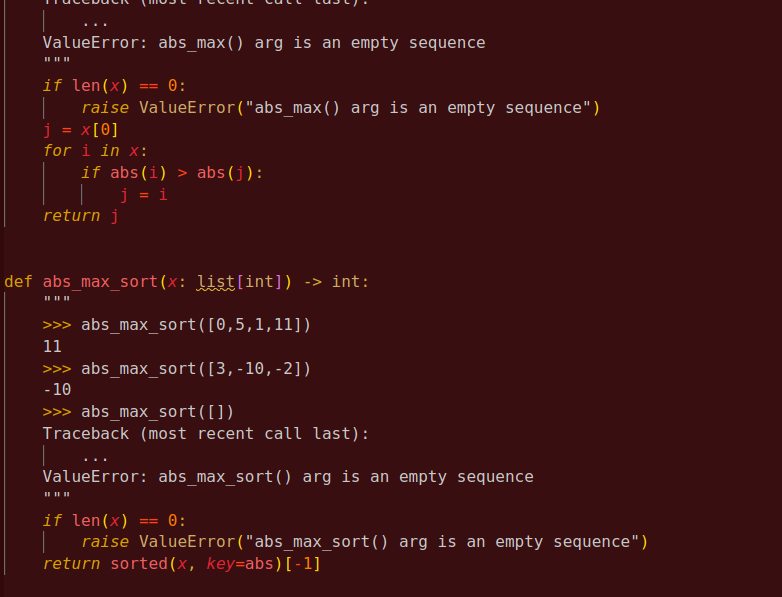 Traceback (most recent call last):
        ...
    ValueError: abs_max() arg is an empty sequence
    """
    if len(x) == 0:
        raise ValueError("abs_max() arg is an empty sequence")
    j = x[0]
    for i in x:
        if abs(i) > abs(j):
            j = i
    return j
def abs_max_sort(x: list[int]) -> int:
    """
    >>> abs_max_sort([0,5,1,11])
    11
    >>> abs_max_sort([3,-10,-2])
    -10
    >>> abs_max_sort([])
    Traceback (most recent call last):
        ...
    ValueError: abs_max_sort() arg is an empty sequence
    """
    if len(x) == 0:
        raise ValueError("abs_max_sort() arg is an empty sequence")
    return sorted(x, key=abs)[-1]